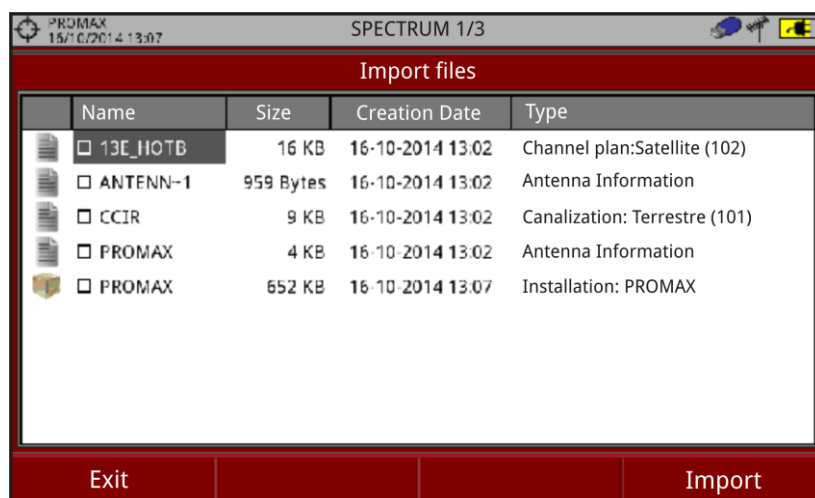 PROMAX
16/10/2014 13:07
SPECTRUM 1/3
Import files
Name Size Creation Date Type
13E_HOTB 16 KB 16-10-2014 13:02 Channel plan:Satellite (102)
ANTENN~1 959 Bytes 16-10-2014 13:02 Antenna Information
CCIR 9 KB 16-10-2014 13:02 Canalization: Terrestre (101)
PROMAX 4 KB 16-10-2014 13:02 Antenna Information
PROMAX 652 KB 16-10-2014 13:07 Installation: PROMAX
Exit Import